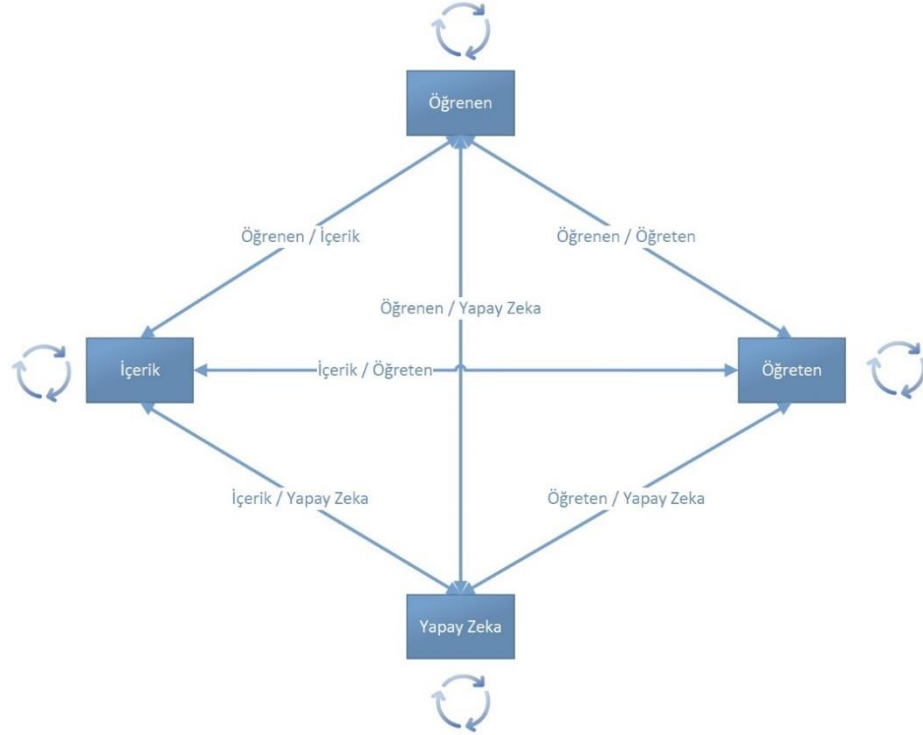 Öğrenen
Öğrenen / İçerik
Öğrenen / Öğreten
Öğrenen / Yapay Zeka
İçerik
İçerik / Öğreten
Öğreten
İçerik / Yapay Zeka
Öğreten / Yapay Zeka
Yapay Zeka